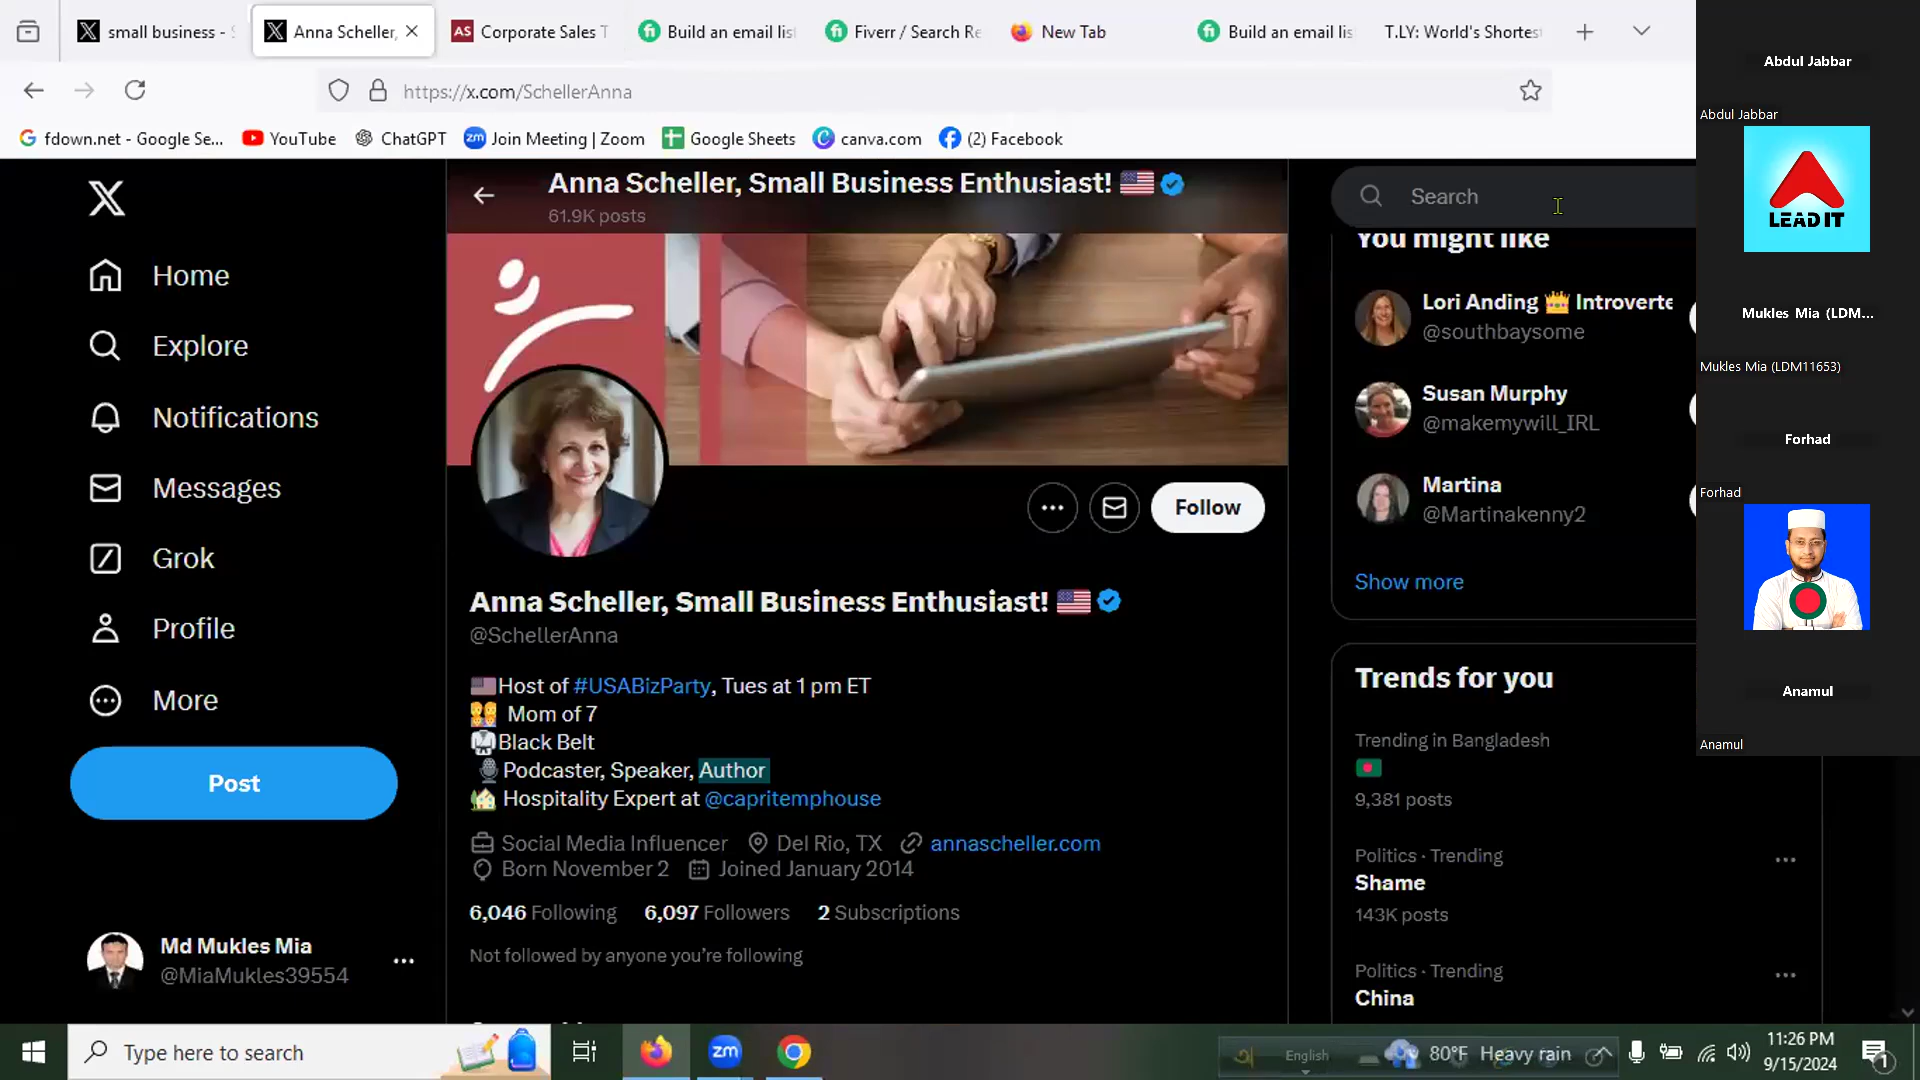 small business -
Anna Scheller,
AS Corporate Sales T
Build an email lis
Fiverr / Search Re
New Tab
Build an email lis
T.LY: World's Shortes
https://x.com/SchellerAnna
fdown.net - Google Se...
YouTube
ChatGPT
zm Join Meeting | Zoom
Google Sheets
canva.com
(2) Facebook
Home
Explore
Notifications
Messages
Grok
Profile
More
Post
Md Mukles Mia
@MiaMukles39554
Anna Scheller, Small Business Enthusiast! 🇺🇸
61.9K posts
Follow
Anna Scheller, Small Business Enthusiast! 🇺🇸
@SchellerAnna
🇺🇸Host of #USABizParty, Tues at 1 pm ET
Mom of 7
🥋Black Belt
🎙Podcaster, Speaker, Author
🏡 Hospitality Expert at @capritemphouse
Social Media Influencer Del Rio, TX annascheller.com
Born November 2 Joined January 2014
6,046 Following 6,097 Followers 2 Subscriptions
Not followed by anyone you're following
Search
You might like
Lori Anding 👑 Introverte
@southbaysome
Susan Murphy
@makemywill_IRL
Martina
@Martinakenny2
Show more
Trends for you
Trending in Bangladesh
🇧🇩
9,381 posts
Politics · Trending
Shame
143K posts
Politics · Trending
China
Abdul Jabbar
Abdul Jabbar
LEAD IT
Mukles Mia (LDM...
Mukles Mia (LDM11653)
Forhad
Forhad
Anamul
Anamul
Type here to search
zm
English
80°F Heavy rain
11:26 PM
9/15/2024
1